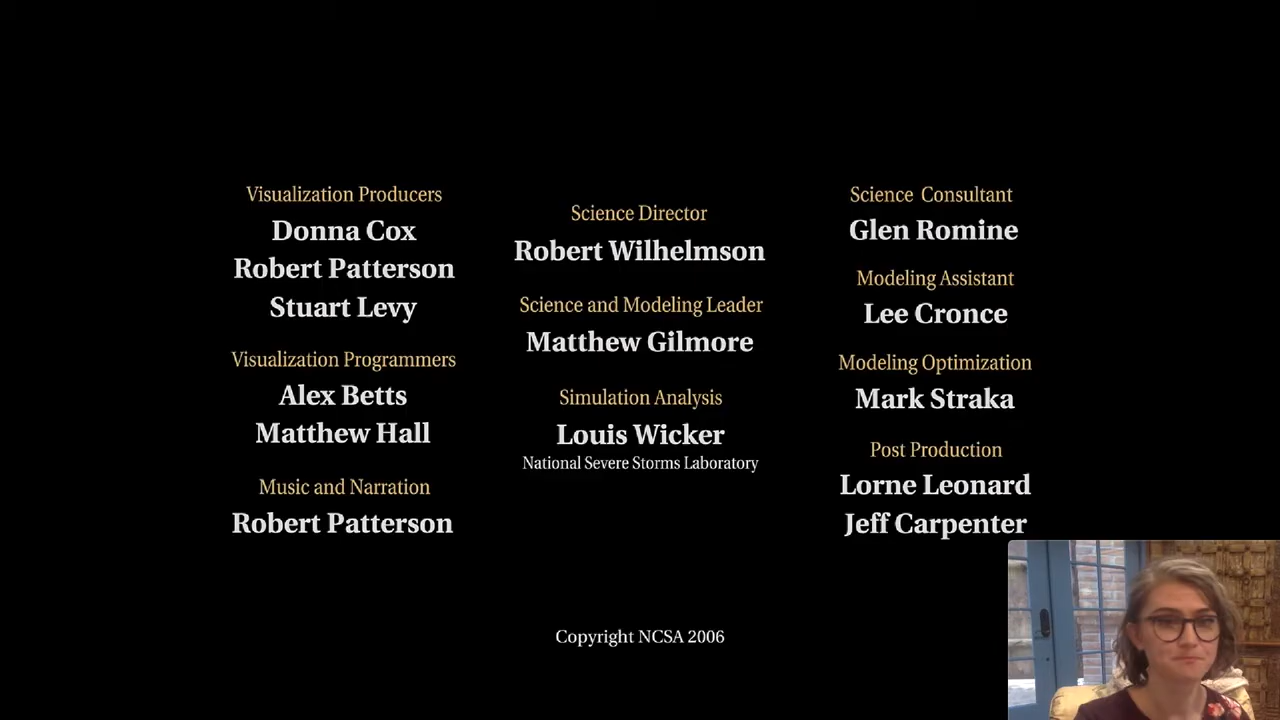 Visualization Producers
Donna Cox
Robert Patterson
Stuart Levy
Visualization Programmers
Alex Betts
Matthew Hall
Music and Narration
Robert Patterson
Science Director
Robert Wilhelmson
Science and Modeling Leader
Matthew Gilmore
Simulation Analysis
Louis Wicker
National Severe Storms Laboratory
Science Consultant
Glen Romine
Modeling Assistant
Lee Cronce
Modeling Optimization
Mark Straka
Post Production
Lorne Leonard
Jeff Carpenter
Copyright NCSA 2006